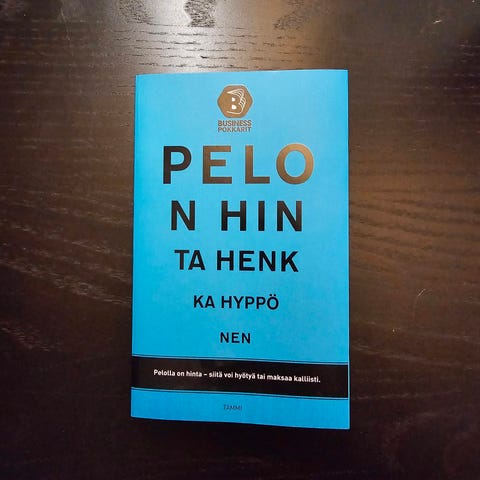 B
BUSINESS
POKKARIT
PELO
N HIN
TA HENK
KA HYPPÖ
NEN
Pelolla on hinta – siitä voi hyötyä tai maksaa kalliisti.
TAMMI